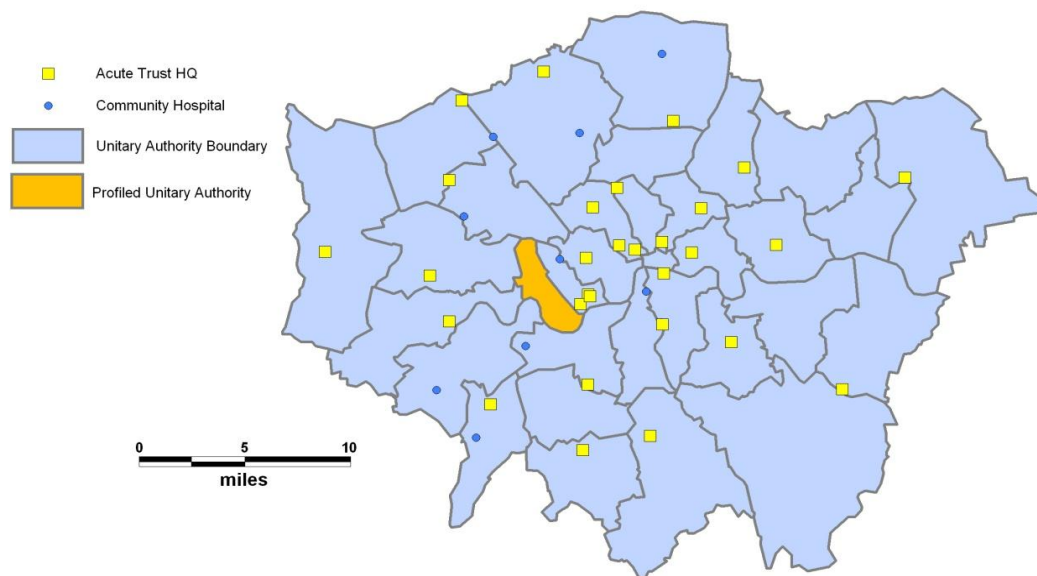 Acute Trust HQ
Community Hospital
Unitary Authority Boundary
Profiled Unitary Authority
0 5 10
miles